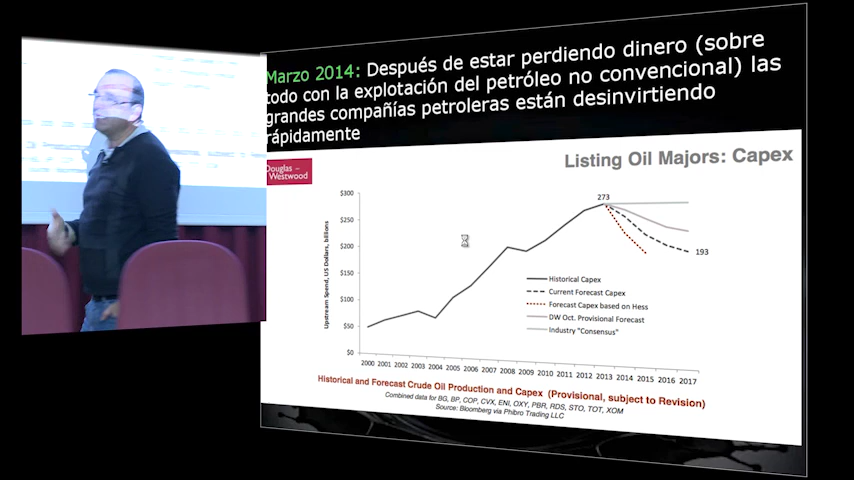 Marzo 2014: Después de estar perdiendo dinero (sobre
todo con la explotación del petróleo no convencional) las
grandes compañías petroleras están desinvirtiendo
rápidamente
Douglas –
Westwood
Listing Oil Majors: Capex
Upstream Spend, US Dollars, billions
$300
$250
$200
$150
$100
$50
$0
273
193
Historical Capex
Current Forecast Capex
Forecast Capex based on Hess
DW Oct. Provisional Forecast
Industry "Consensus"
2000 2001 2002 2003 2004 2005 2006 2007 2008 2009 2010 2011 2012 2013 2014 2015 2016 2017
Historical and Forecast Crude Oil Production and Capex (Provisional, subject to Revision)
Combined data for BG, BP, COP, CVX, ENI, OXY, PBR, RDS, STO, TOT, XOM
Source: Bloomberg via Phibro Trading LLC